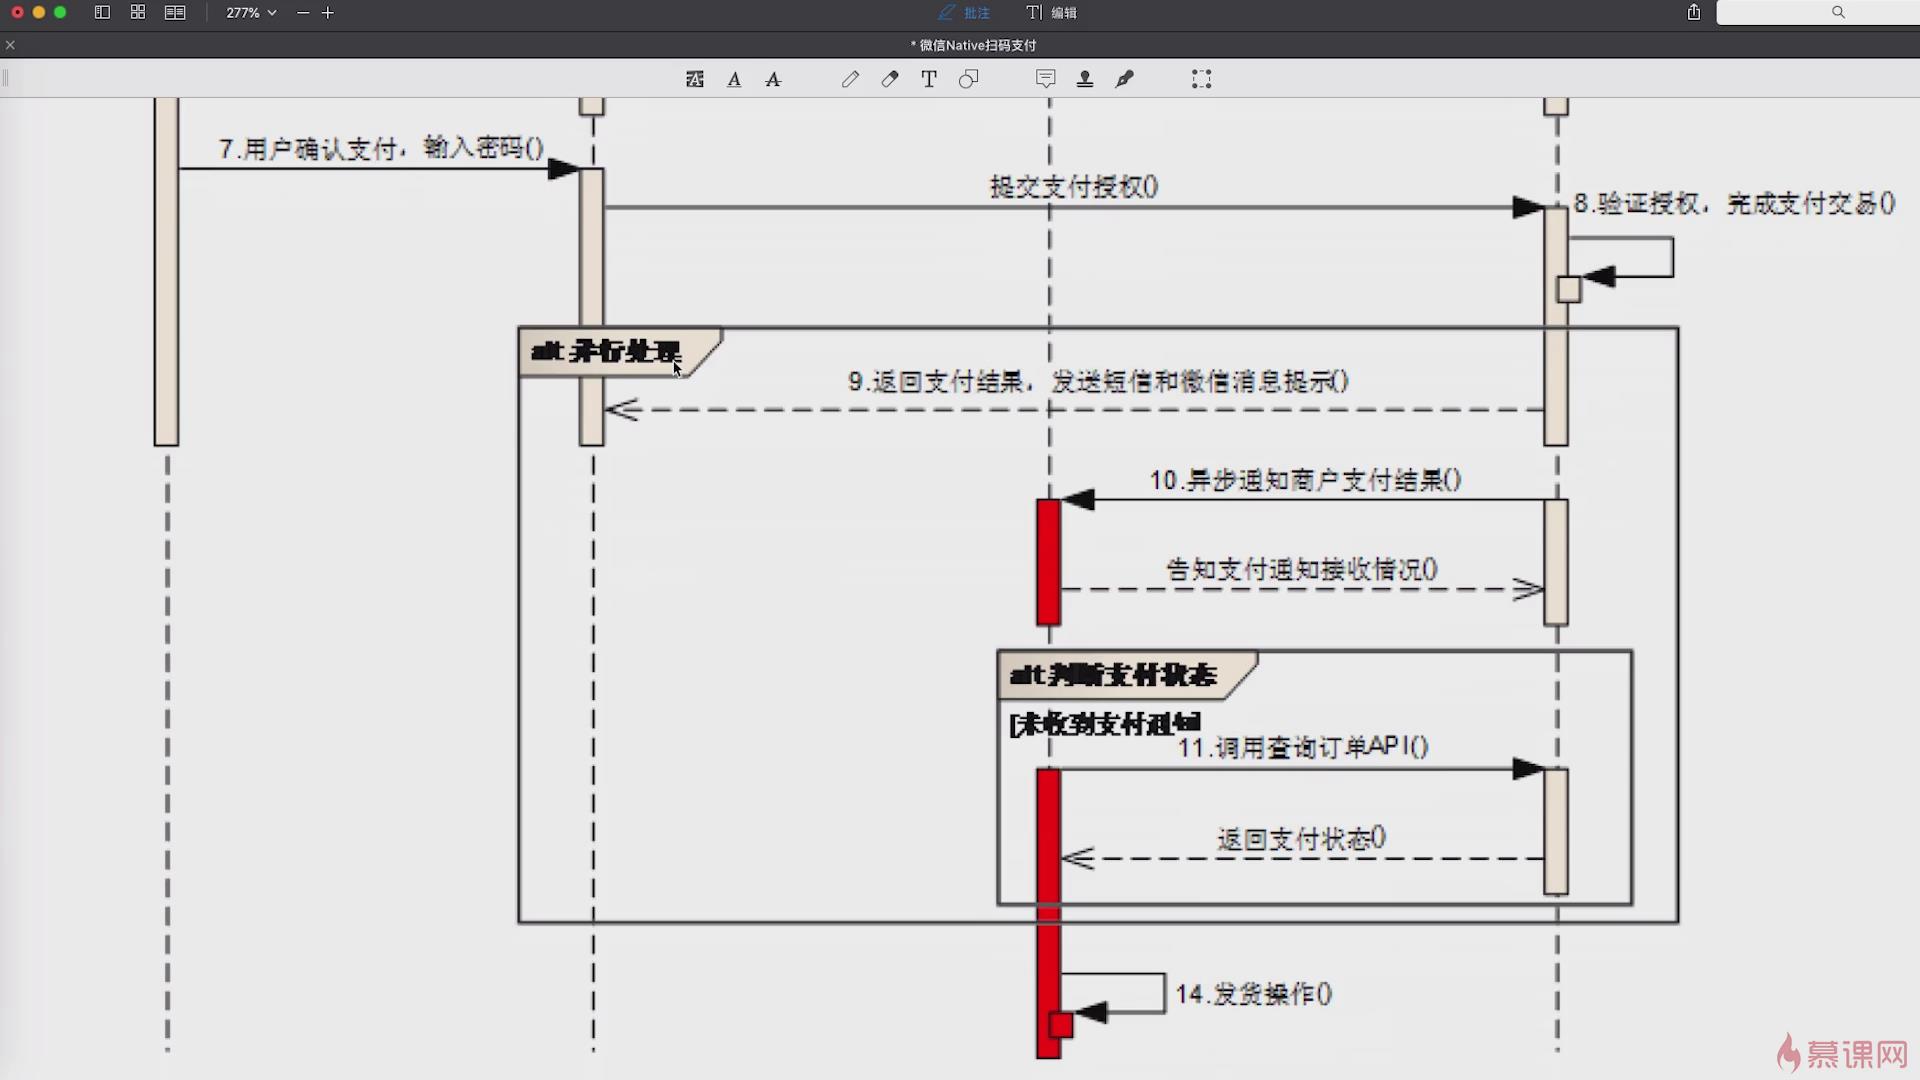 277%
批注
T| 编辑
* 微信Native扫码支付
7.用户确认支付，输入密码()
提交支付授权()
8.验证授权，完成支付交易()
alt 并行处理
9.返回支付结果，发送短信和微信消息提示()
10.异步通知商户支付结果()
告知支付通知接收情况()
alt 判断支付状态
[未收到支付通知]
11.调用查询订单API()
返回支付状态()
14.发货操作()
慕课网